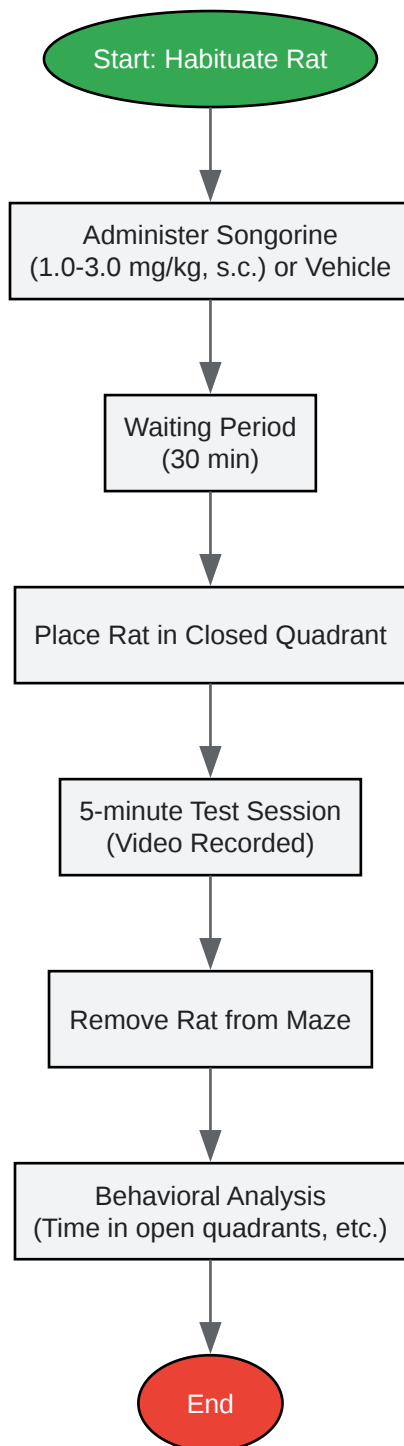 Start: Habituate Rat
Administer Songorine
(1.0-3.0 mg/kg, s.c.) or Vehicle
Waiting Period
(30 min)
Place Rat in Closed Quadrant
5-minute Test Session
(Video Recorded)
Remove Rat from Maze
Behavioral Analysis
(Time in open quadrants, etc.)
End